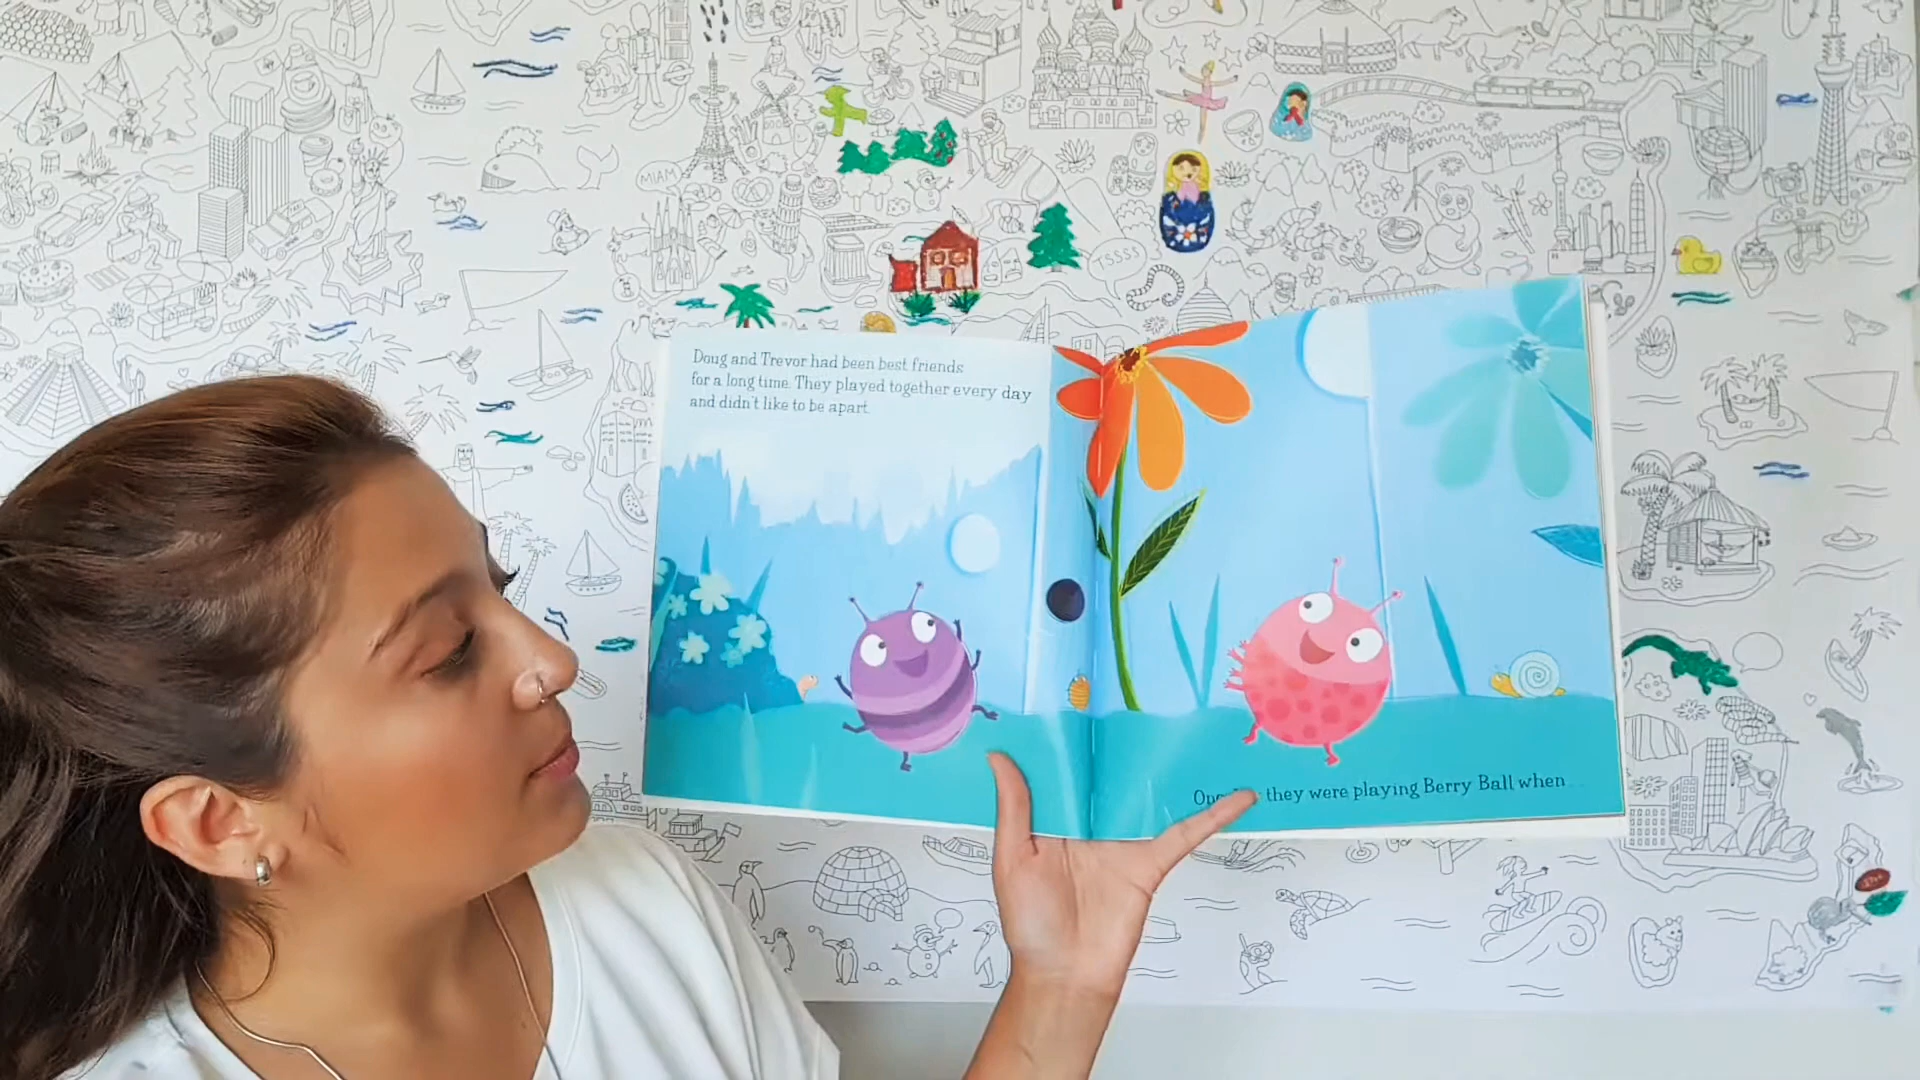 MIAM
TSSSS
Doug and Trevor had been best friends
for a long time. They played together every day
and didn't like to be apart.
they were playing Berry Ball when . .